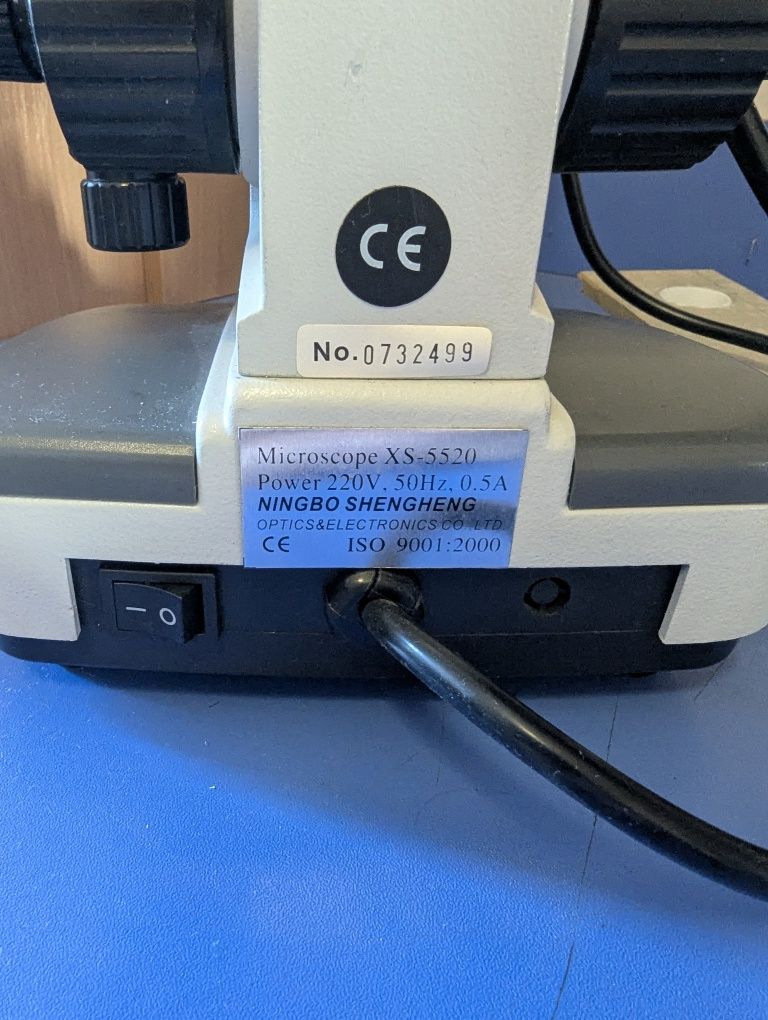 CE
No. 0732499
Microscope XS-5520
Power 220V, 50Hz, 0.5A
NINGBO SHENGHENG
OPTICS&ELECTRONICS CO.,LTD
CE ISO 9001:2000
– O